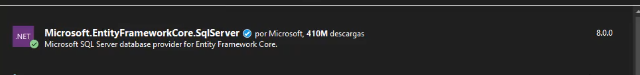 .NET
Microsoft.EntityFrameworkCore.SqlServer por Microsoft, 410M descargas 8.0.0
Microsoft SQL Server database provider for Entity Framework Core.